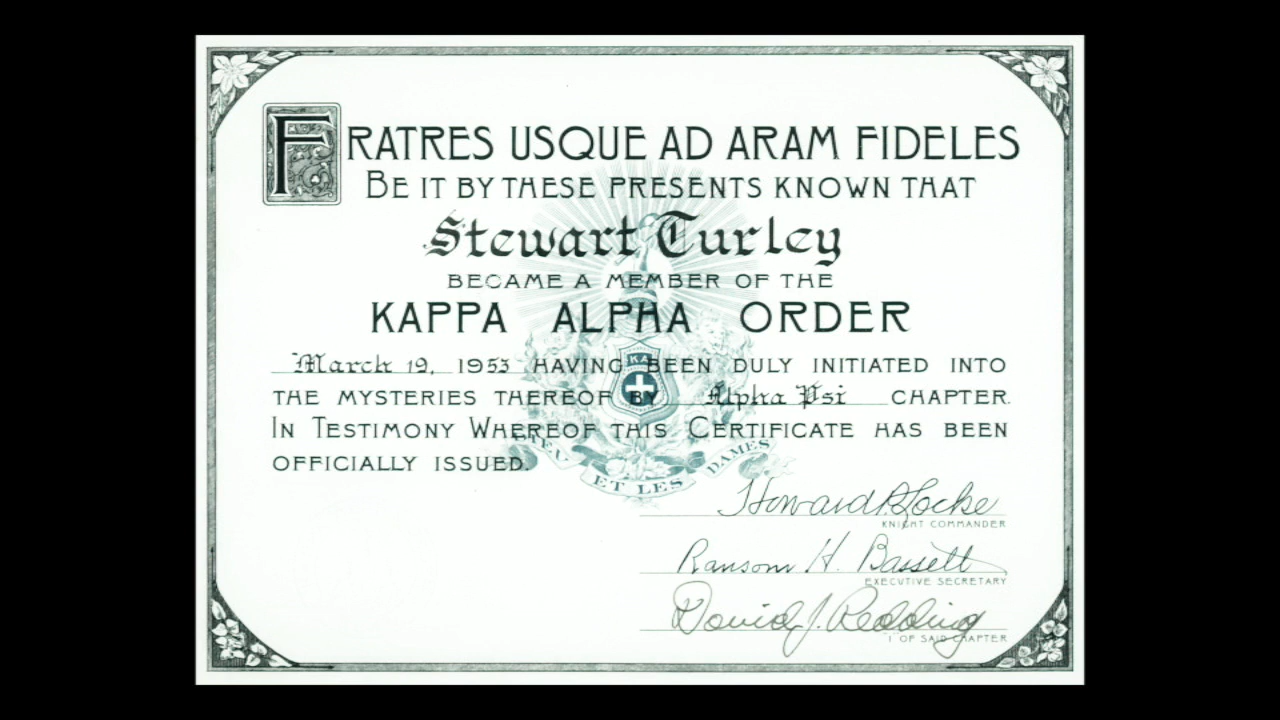 FRATRES USQUE AD ARAM FIDELES
BE IT BY THESE PRESENTS KNOWN THAT
Stewart Turley
BECAME A MEMBER OF THE
KAPPA ALPHA ORDER
March 19, 1953 HAVING BEEN DULY INITIATED INTO
THE MYSTERIES THEREOF BY Alpha Psi CHAPTER.
IN TESTIMONY WHEREOF THIS CERTIFICATE HAS BEEN
OFFICIALLY ISSUED.
KA
DIEU ET LES DAMES
Howard P. Locke
KNIGHT COMMANDER
Ransom H. Bassett
EXECUTIVE SECRETARY
David J. Redding
I OF SAID CHAPTER